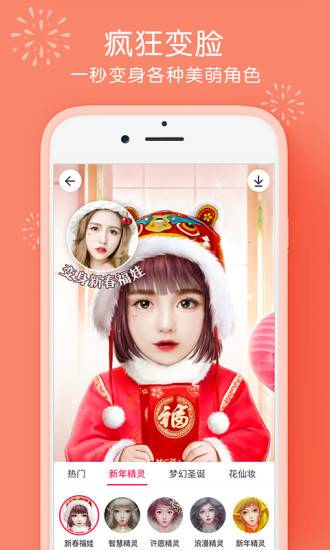 疯狂变脸
一秒变身各种美萌角色
变身新春福娃
福
热门 新年精灵 梦幻圣诞 花仙妆
新春福娃 智慧精灵 许愿精灵 浪漫精灵 新年精灵